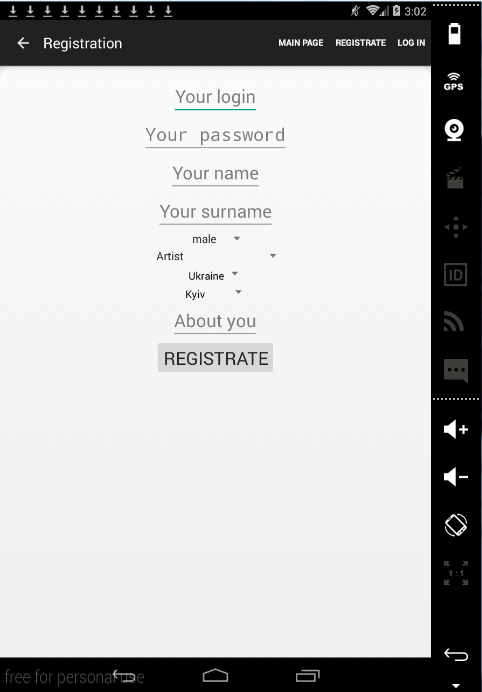 3:02
Registration MAIN PAGE REGISTRATE LOG IN
GPS
Your login
Your password
Your name
Your surname
male
Artist
Ukraine
Kyiv
ID
About you
REGISTRATE
1:1
free for personal use